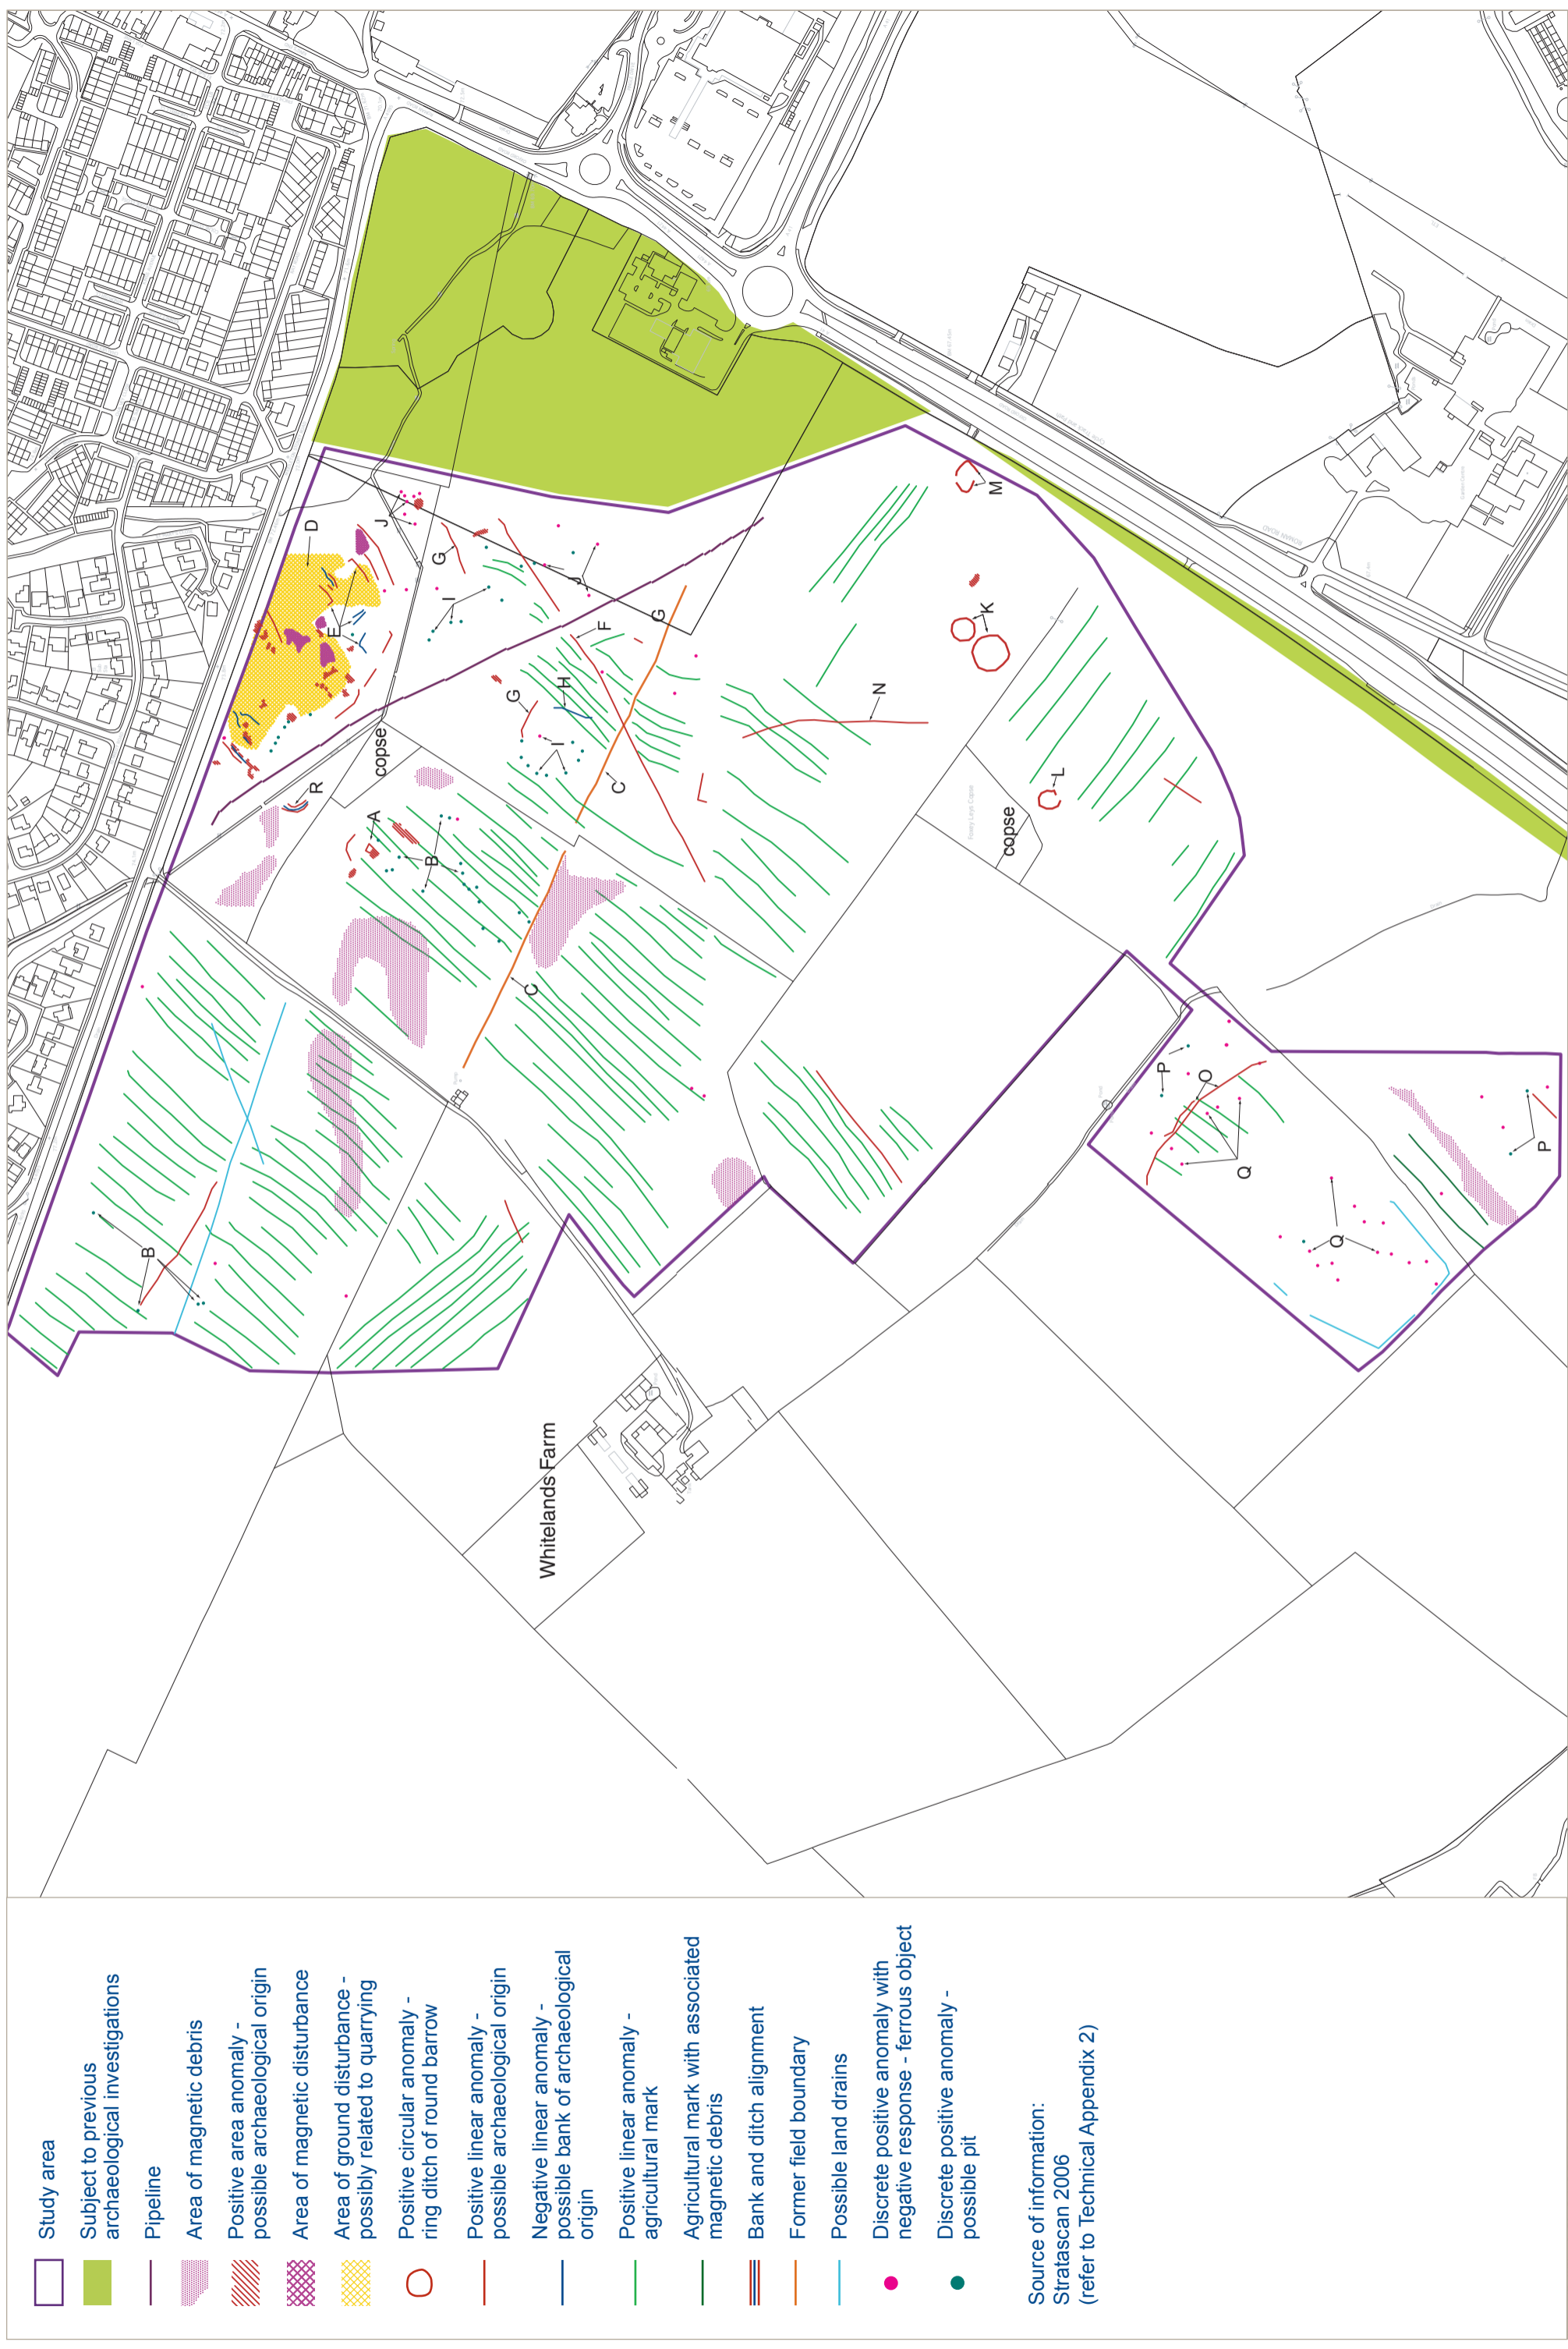 Study area
Subject to previous
archaeological investigations
Pipeline
Area of magnetic debris
Positive area anomaly -
possible archaeological origin
Area of magnetic disturbance
Area of ground disturbance -
possibly related to quarrying
Positive circular anomaly -
ring ditch of round barrow
Positive linear anomaly -
possible archaeological origin
Negative linear anomaly -
possible bank of archaeological
origin
Positive linear anomaly -
agricultural mark
Agricultural mark with associated
magnetic debris
Bank and ditch alignment
Former field boundary
Possible land drains
Discrete positive anomaly with
negative response - ferrous object
Discrete positive anomaly -
possible pit
Source of information:
Stratascan 2006
(refer to Technical Appendix 2)
Whitelands Farm
copse
copse
Foxey Leys Copse
ROMAN ROAD
A
B
B
C
C
D
E
F
G
G
G
H
I
I
J
J
K
L
M
N
O
P
P
Q
Q
R